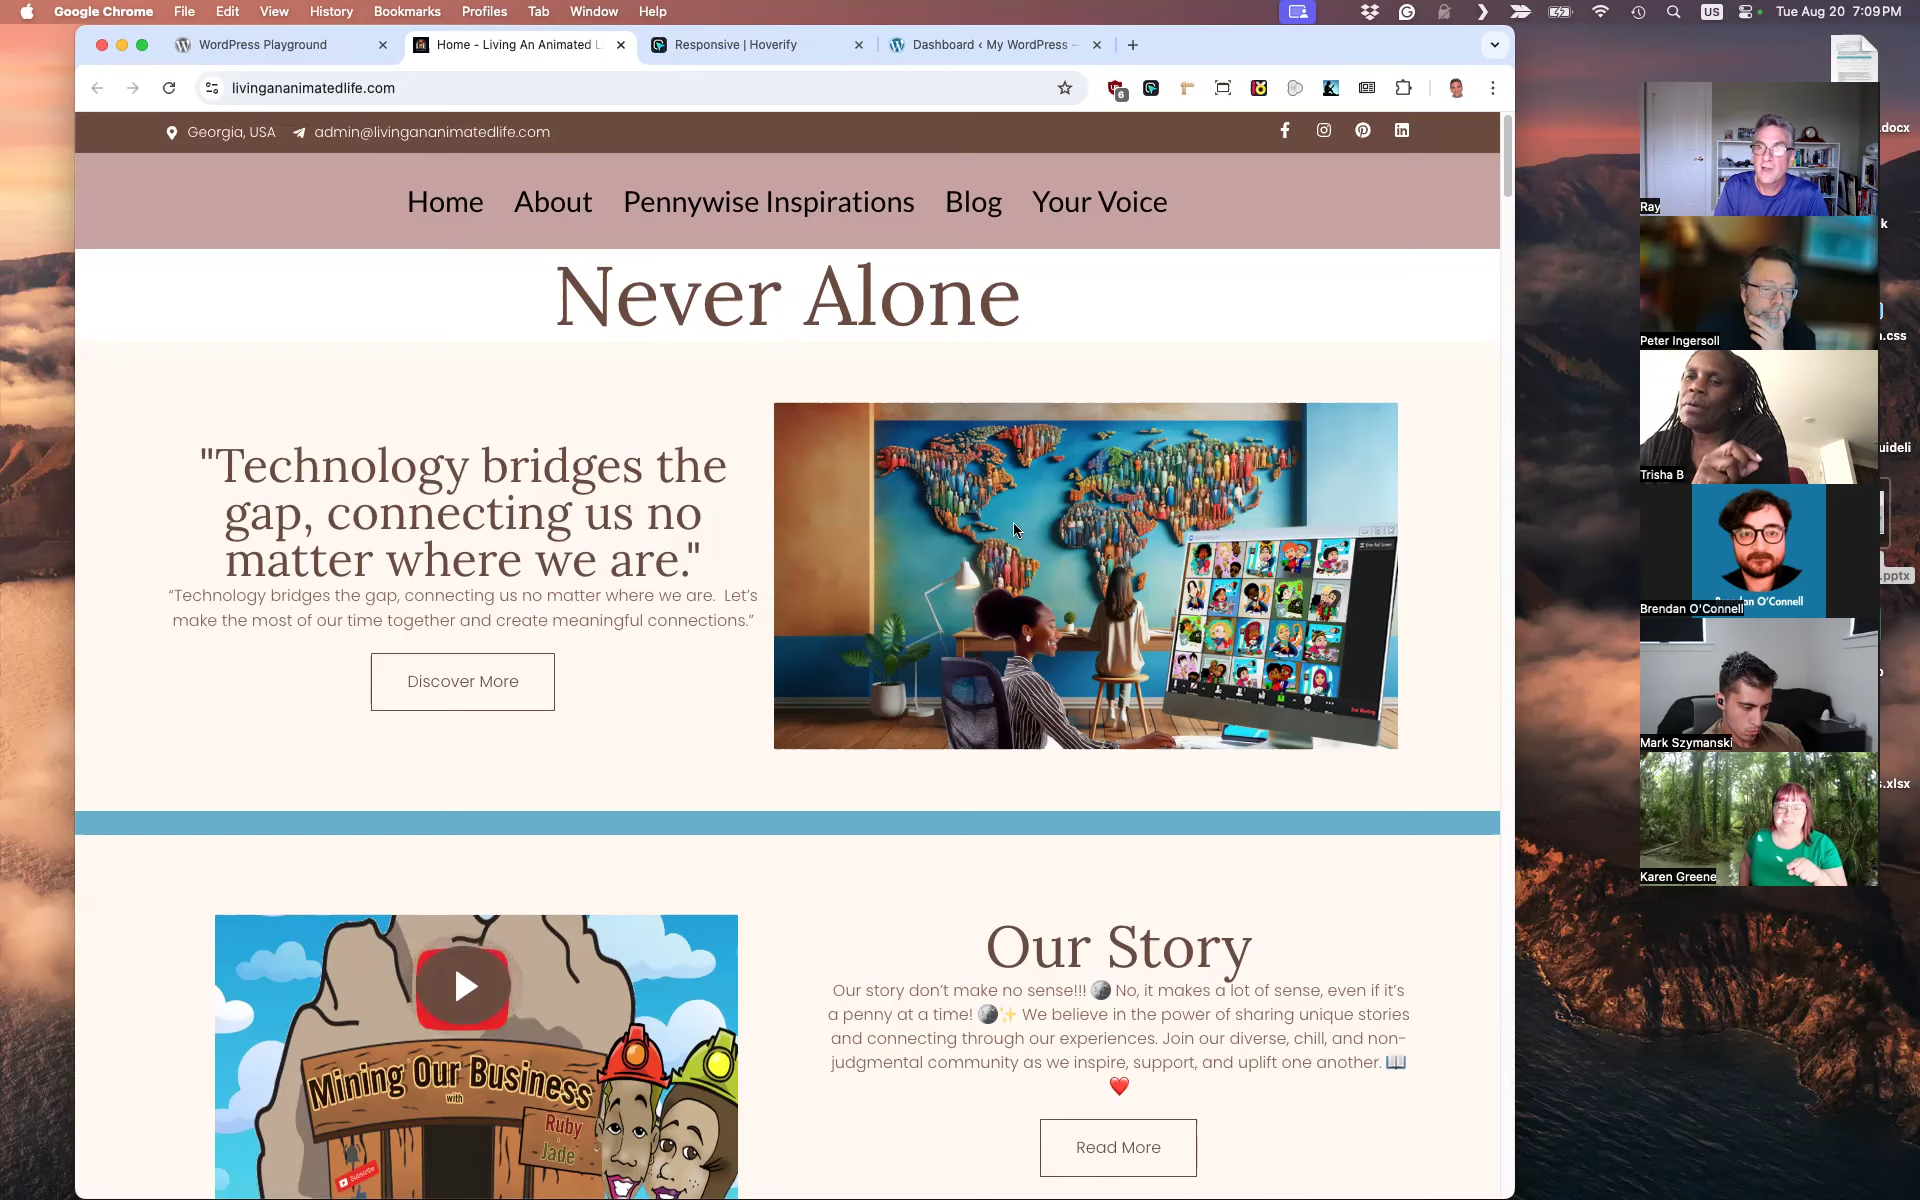 Google Chrome File Edit View History Bookmarks Profiles Tab Window Help
US Tue Aug 20 7:09 PM
WordPress Playground
Home - Living An Animated L
Responsive | Hoverify
Dashboard ‹ My WordPress –
livingananimatedlife.com
6
Georgia, USA admin@livingananimatedlife.com
Home About Pennywise Inspirations Blog Your Voice
Never Alone
"Technology bridges the
gap, connecting us no
matter where we are."
“Technology bridges the gap, connecting us no matter where we are. Let’s
make the most of our time together and create meaningful connections.”
Discover More
Mining Our Business
with
Ruby
Jade
Subscribe
Our Story
Our story don’t make no sense!!! No, it makes a lot of sense, even if it’s
a penny at a time! ✨ We believe in the power of sharing unique stories
and connecting through our experiences. Join our diverse, chill, and non-
judgmental community as we inspire, support, and uplift one another. 📖
❤️
Read More
Ray
Peter Ingersoll
Trisha B
Brendan O'Connell
Mark Szymanski
Karen Greene
.docx
k
.css
uideli
.pptx
s.xlsx